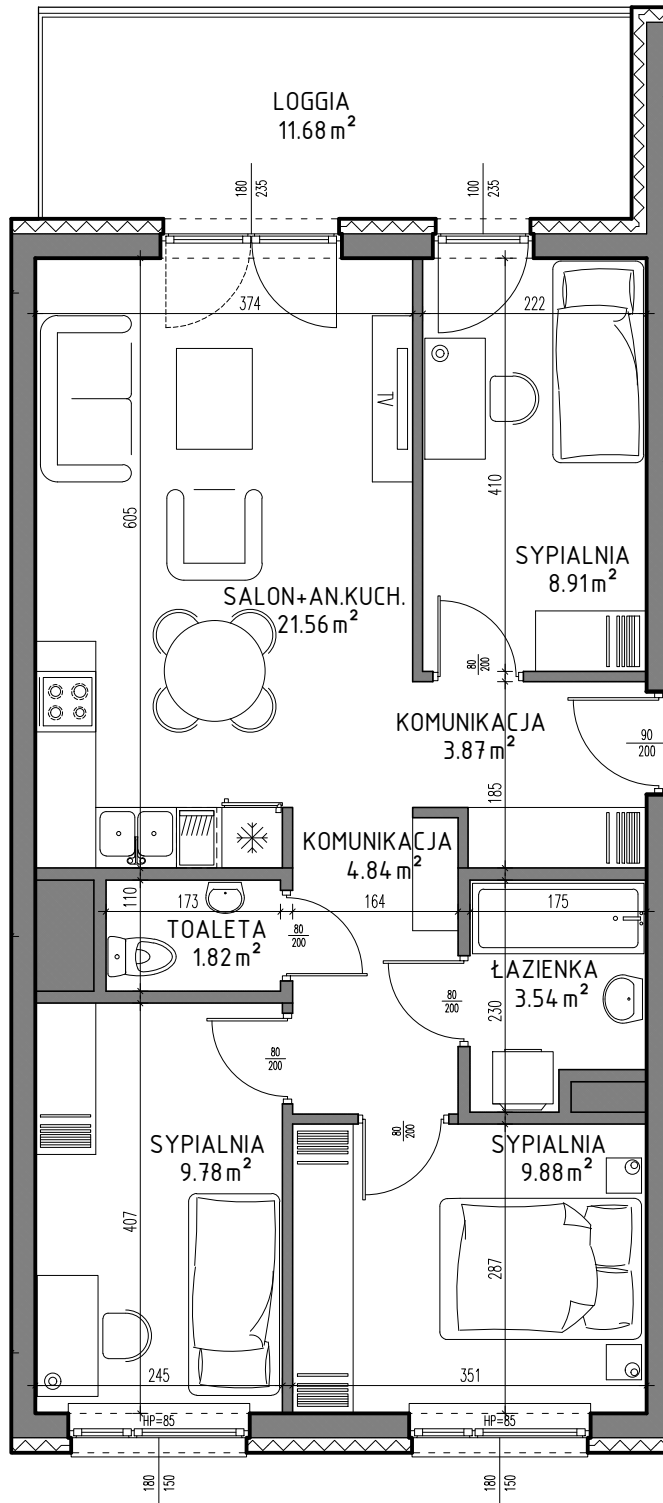 LOGGIA
11.68 m²
180
235
100
235
374
222
TV
605
410
SYPIALNIA
8.91 m²
SALON+AN.KUCH.
21.56 m²
80
200
KOMUNIKACJA
3.87 m²
90
200
185
KOMUNIKACJA
4.84 m²
110
173
164
175
TOALETA
1.82 m²
80
200
ŁAZIENKA
3.54 m²
80
200
230
80
200
80
200
SYPIALNIA
9.78 m²
SYPIALNIA
9.88 m²
407
287
245
351
HP=85
HP=85
180
150
180
150